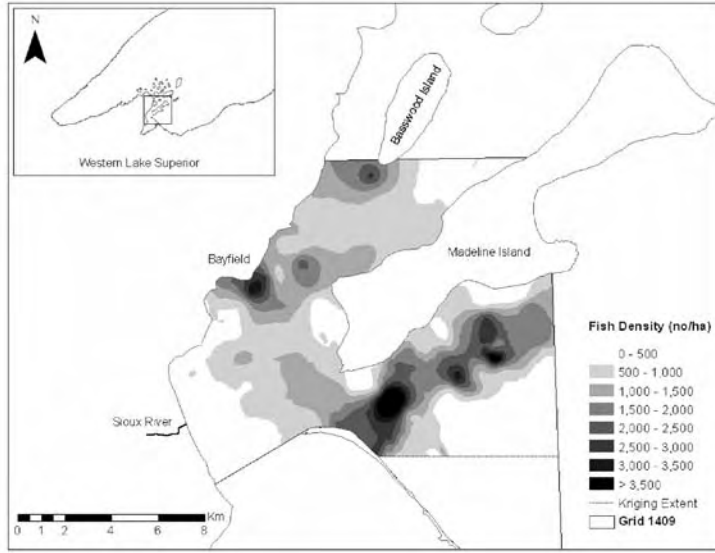 N
Western Lake Superior
Basswood Island
Bayfield
Madeline Island
Sioux River
Fish Density (no/ha)
0 - 500
500 - 1,000
1,000 - 1,500
1,500 - 2,000
2,000 - 2,500
2,500 - 3,000
3,000 - 3,500
> 3,500
Kriging Extent
Grid 1409
Km
0 1 2 4 6 8